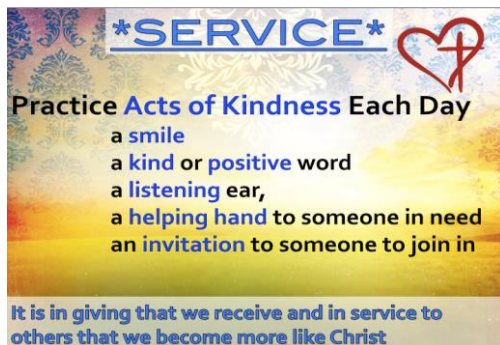 *SERVICE*
Practice Acts of Kindness Each Day
a smile
a kind or positive word
a listening ear,
a helping hand to someone in need
an invitation to someone to join in
It is in giving that we receive and in service to
others that we become more like Christ